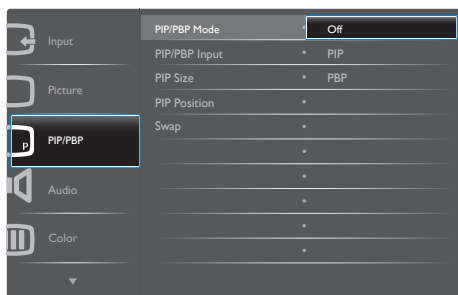 Input
Picture
P
PIP/PBP
Audio
Color
PIP/PBP Mode
PIP/PBP Input
PIP Size
PIP Position
Swap
Off
PIP
PBP